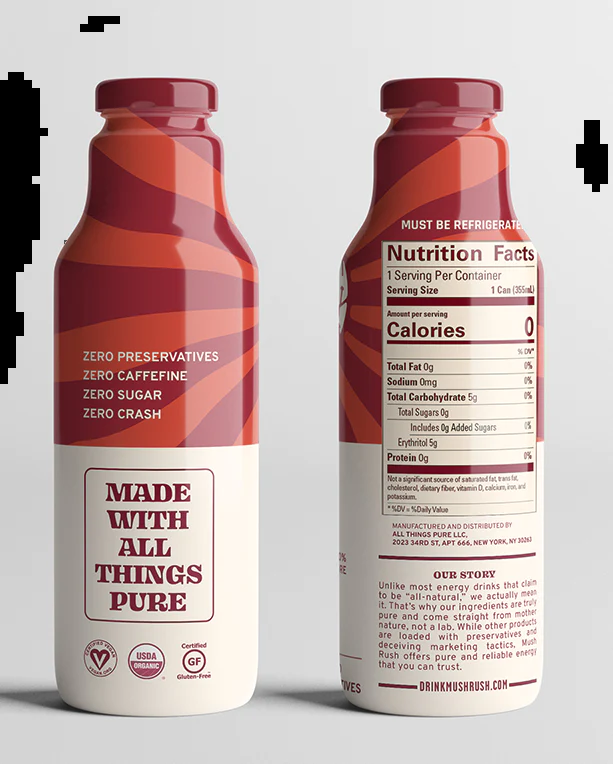 ZERO PRESERVATIVES
ZERO CAFFEFINE
ZERO SUGAR
ZERO CRASH
MADE
WITH
ALL
THINGS
PURE
CERTIFIED VEGAN
VEGAN.ORG
USDA
ORGANIC
Certified
GF
Gluten-Free
MUST BE REFRIGERATE
Nutrition Facts
1 Serving Per Container
Serving Size 1 Can (355mL)
Amount per serving
Calories 0
% DV*
Total Fat 0g 0%
Sodium 0mg 0%
Total Carbohydrate 5g 0%
Total Sugars 0g
Includes 0g Added Sugars 0%
Erythritol 5g
Protein 0g 0%
Not a significant source of saturated fat, trans fat,
cholesterol, dietary fiber, vitamin D, calcium, iron, and
potassium.
* %DV = %Daily Value
MANUFACTURED AND DISTRIBUTED BY
ALL THINGS PURE LLC,
2023 34RD ST, APT 666, NEW YORK, NY 30263
OUR STORY
Unlike most energy drinks that claim
to be "all-natural," we actually mean
it. That's why our ingredients are truly
pure and come straight from mother
nature, not a lab. While other products
are loaded with preservatives and
deceiving marketing tactics, Mush
Rush offers pure and reliable energy
that you can trust.
DRINKMUSHRUSH.COM